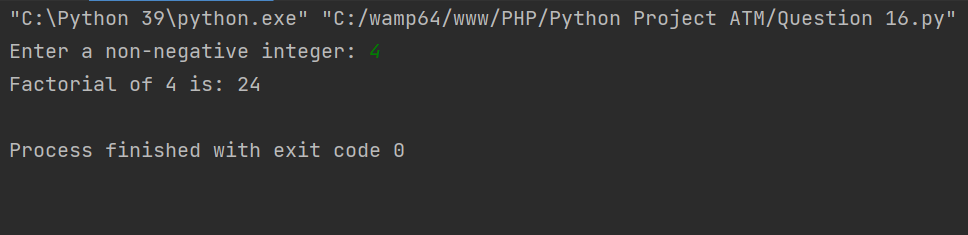 "C:\Python 39\python.exe" "C:/wamp64/www/PHP/Python Project ATM/Question 16.py"
Enter a non-negative integer: 4
Factorial of 4 is: 24
Process finished with exit code 0